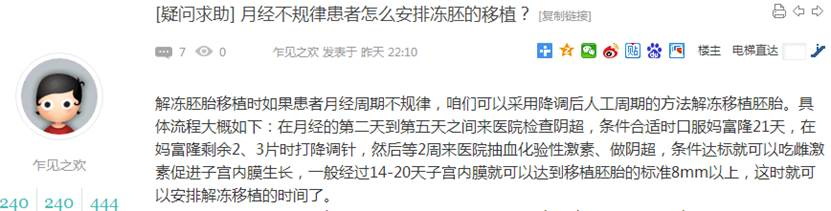 [疑问求助] 月经不规律患者怎么安排冻胚的移植？ [复制链接]
7 0 乍见之欢 发表于 昨天 22:10 楼主 电梯直达
解冻胚胎移植时如果患者月经周期不规律，咱们可以采用降调后人工周期的方法解冻移植胚胎。具
体流程大概如下：在月经的第二天到第五天之间来医院检查阴超，条件合适时口服妈富隆21天，在
妈富隆剩余2、3片时打降调针，然后等2周来医院抽血化验性激素、做阴超，条件达标就可以吃雌激
素促进子宫内膜生长，一般经过14-20天子宫内膜就可以达到移植胚胎的标准8mm以上，这时就可
以安排解冻移植的时间了。
乍见之欢
240 240 444